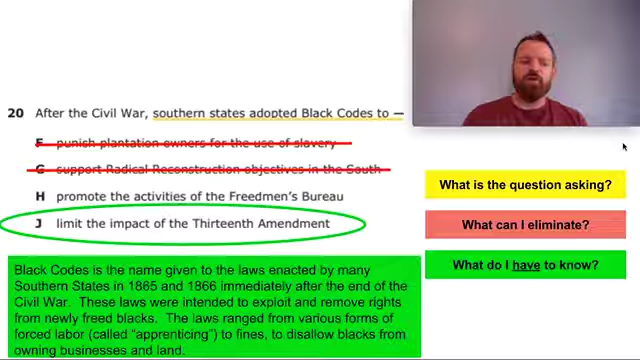 20 After the Civil War, southern states adopted Black Codes to —
F punish plantation owners for the use of slavery
G support Radical Reconstruction objectives in the South
H promote the activities of the Freedmen's Bureau
J limit the impact of the Thirteenth Amendment
What is the question asking?
What can I eliminate?
What do I have to know?
Black Codes is the name given to the laws enacted by many
Southern States in 1865 and 1866 immediately after the end of the
Civil War. These laws were intended to exploit and remove rights
from newly freed blacks. The laws ranged from various forms of
forced labor (called “apprenticing”) to fines, to disallow blacks from
owning businesses and land.